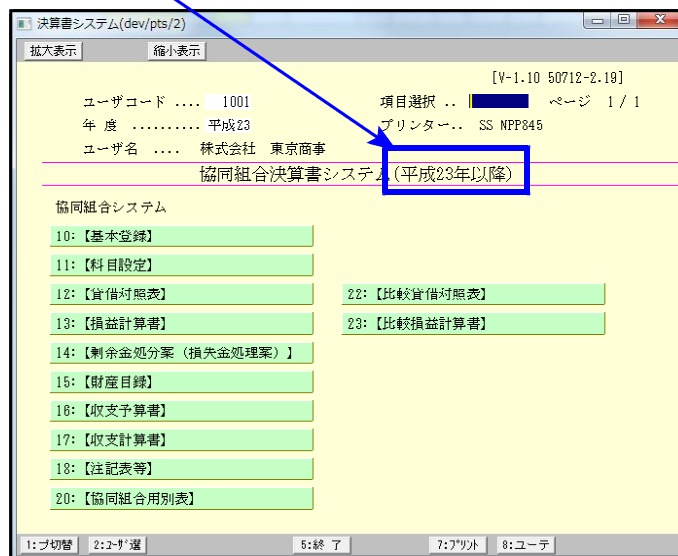 決算書システム(dev/pts/2)
拡大表示 縮小表示
[V-1.10 50712-2.19]
ユーザコード .... 1001 項目選択 .. ページ 1 / 1
年 度 ......... 平成23 プリンター.. SS NPP845
ユーザ名 .... 株式会社 東京商事
協同組合決算書システム(平成23年以降)
協同組合システム
10:【基本登録】
11:【科目設定】
12:【貸借対照表】 22:【比較貸借対照表】
13:【損益計算書】 23:【比較損益計算書】
14:【剰余金処分案（損失金処理案）】
15:【財産目録】
16:【収支予算書】
17:【収支計算書】
18:【注記表等】
20:【協同組合用別表】
1:プ切替 2:ユーザ選 5:終 了 7:プリント 8:ユーテ